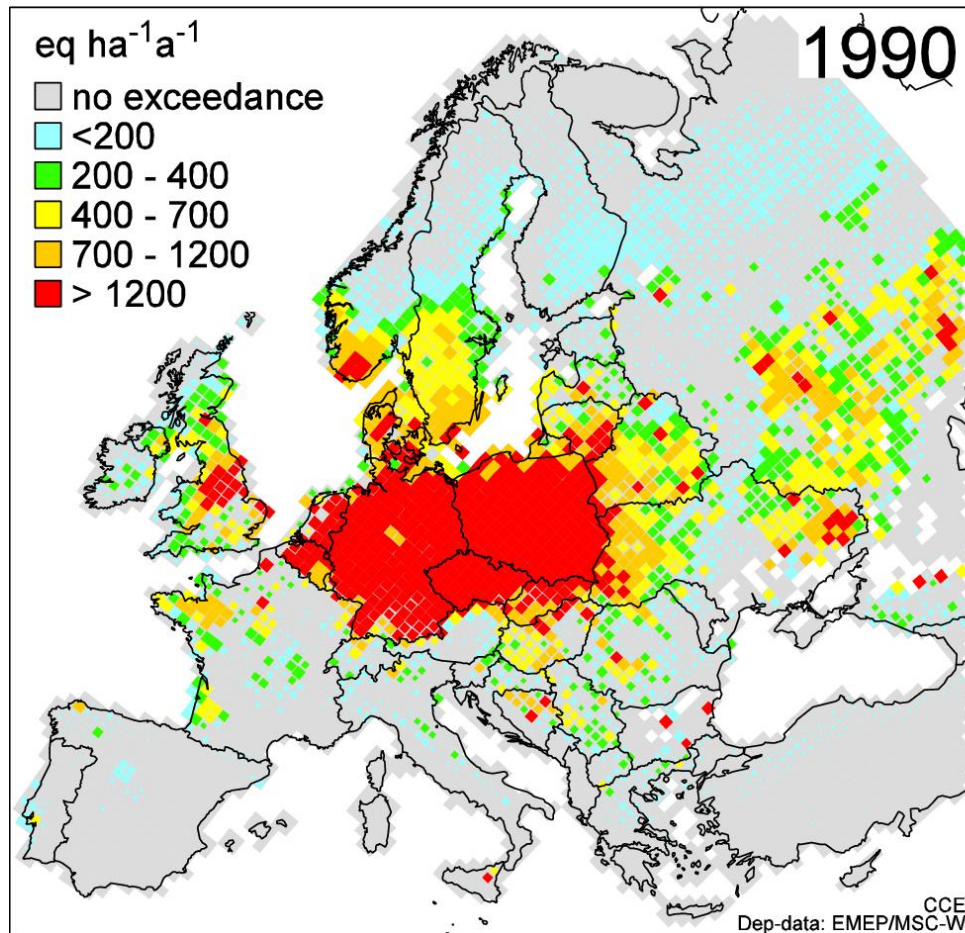 eq ha⁻¹a⁻¹
1990
no exceedance
<200
200 - 400
400 - 700
700 - 1200
> 1200
CCE
Dep-data: EMEP/MSC-W